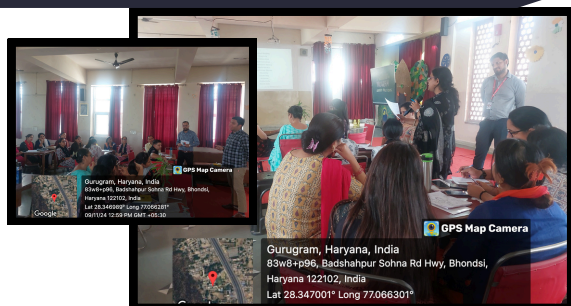 GPS Map Camera
Gurugram, Haryana, India
83w8+p96, Badshahpur Sohna Rd Hwy, Bhondsi,
Haryana 122102, India
Lat 28.346989° Long 77.066281°
09/11/24 12:59 PM GMT +05:30
Google
GPS Map Camera
Gurugram, Haryana, India
83w8+p96, Badshahpur Sohna Rd Hwy, Bhondsi,
Haryana 122102, India
Lat 28.347001° Long 77.066301°